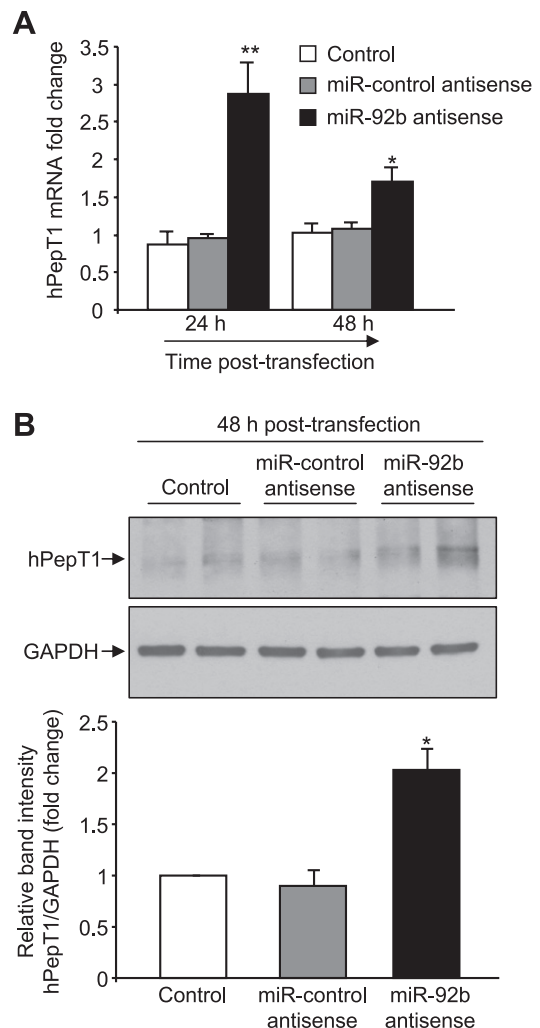 A
hPepT1 mRNA fold change
3.5
3
2.5
2
1.5
1
0.5
0
**
*
Control
miR-control antisense
miR-92b antisense
24 h
48 h
Time post-transfection
B
48 h post-transfection
Control
miR-control
antisense
miR-92b
antisense
hPepT1
GAPDH
Relative band intensity
hPepT1/GAPDH (fold change)
2.5
2
1.5
1
0.5
0
*
Control
miR-control
antisense
miR-92b
antisense